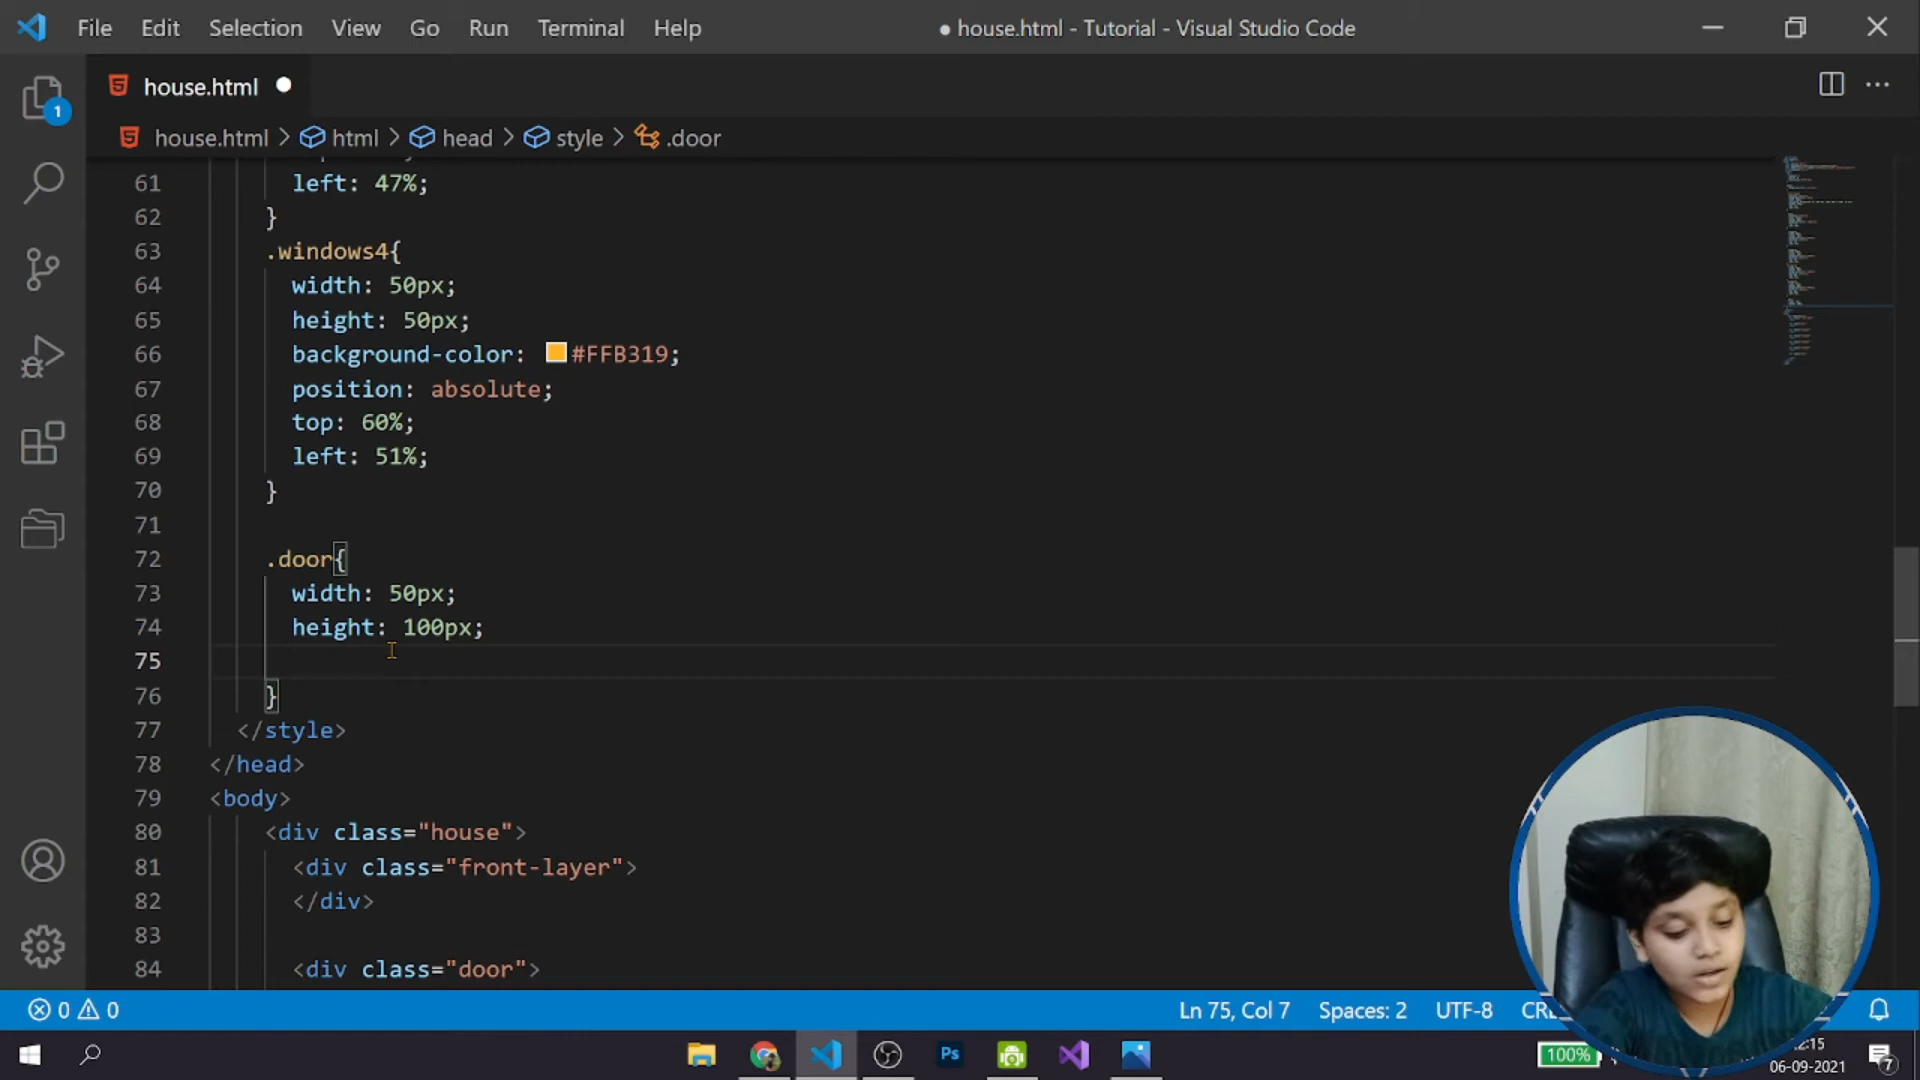 File Edit Selection View Go Run Terminal Help
● house.html - Tutorial - Visual Studio Code
house.html
house.html > html > head > style > .door
1
61 left: 47%;
62 }
63 .windows4{
64 width: 50px;
65 height: 50px;
66 background-color: #FFB319;
67 position: absolute;
68 top: 60%;
69 left: 51%;
70 }
71
72 .door{
73 width: 50px;
74 height: 100px;
75
76 }
77 </style>
78 </head>
79 <body>
80 <div class="house">
81 <div class="front-layer">
82 </div>
83
84 <div class="door">
0 0 Ln 75, Col 7 Spaces: 2 UTF-8
Ps 100%
06-09-2021 7